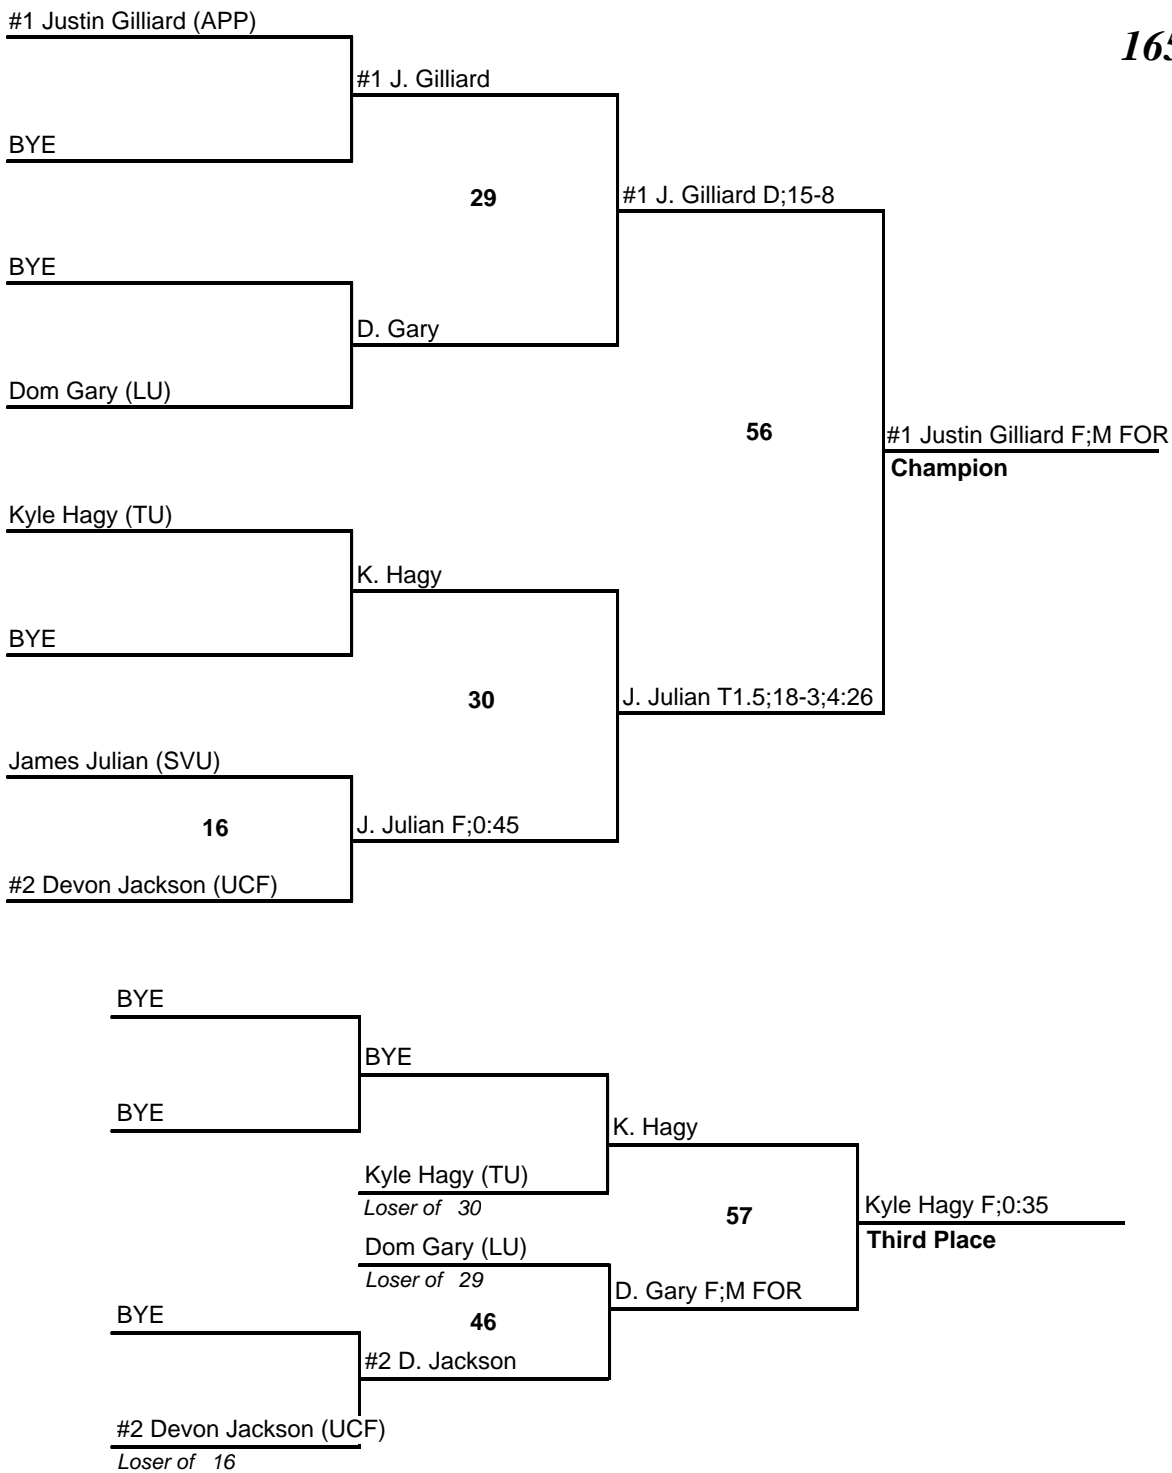 #1 Justin Gilliard (APP)
165
#1 J. Gilliard
BYE
29
#1 J. Gilliard D;15-8
BYE
D. Gary
Dom Gary (LU)
56
#1 Justin Gilliard F;M FOR
Champion
Kyle Hagy (TU)
K. Hagy
BYE
30
J. Julian T1.5;18-3;4:26
James Julian (SVU)
16
J. Julian F;0:45
#2 Devon Jackson (UCF)
BYE
BYE
BYE
K. Hagy
Kyle Hagy (TU)
Loser of 30
57
Kyle Hagy F;0:35
Third Place
Dom Gary (LU)
Loser of 29
D. Gary F;M FOR
BYE
46
#2 D. Jackson
#2 Devon Jackson (UCF)
Loser of 16